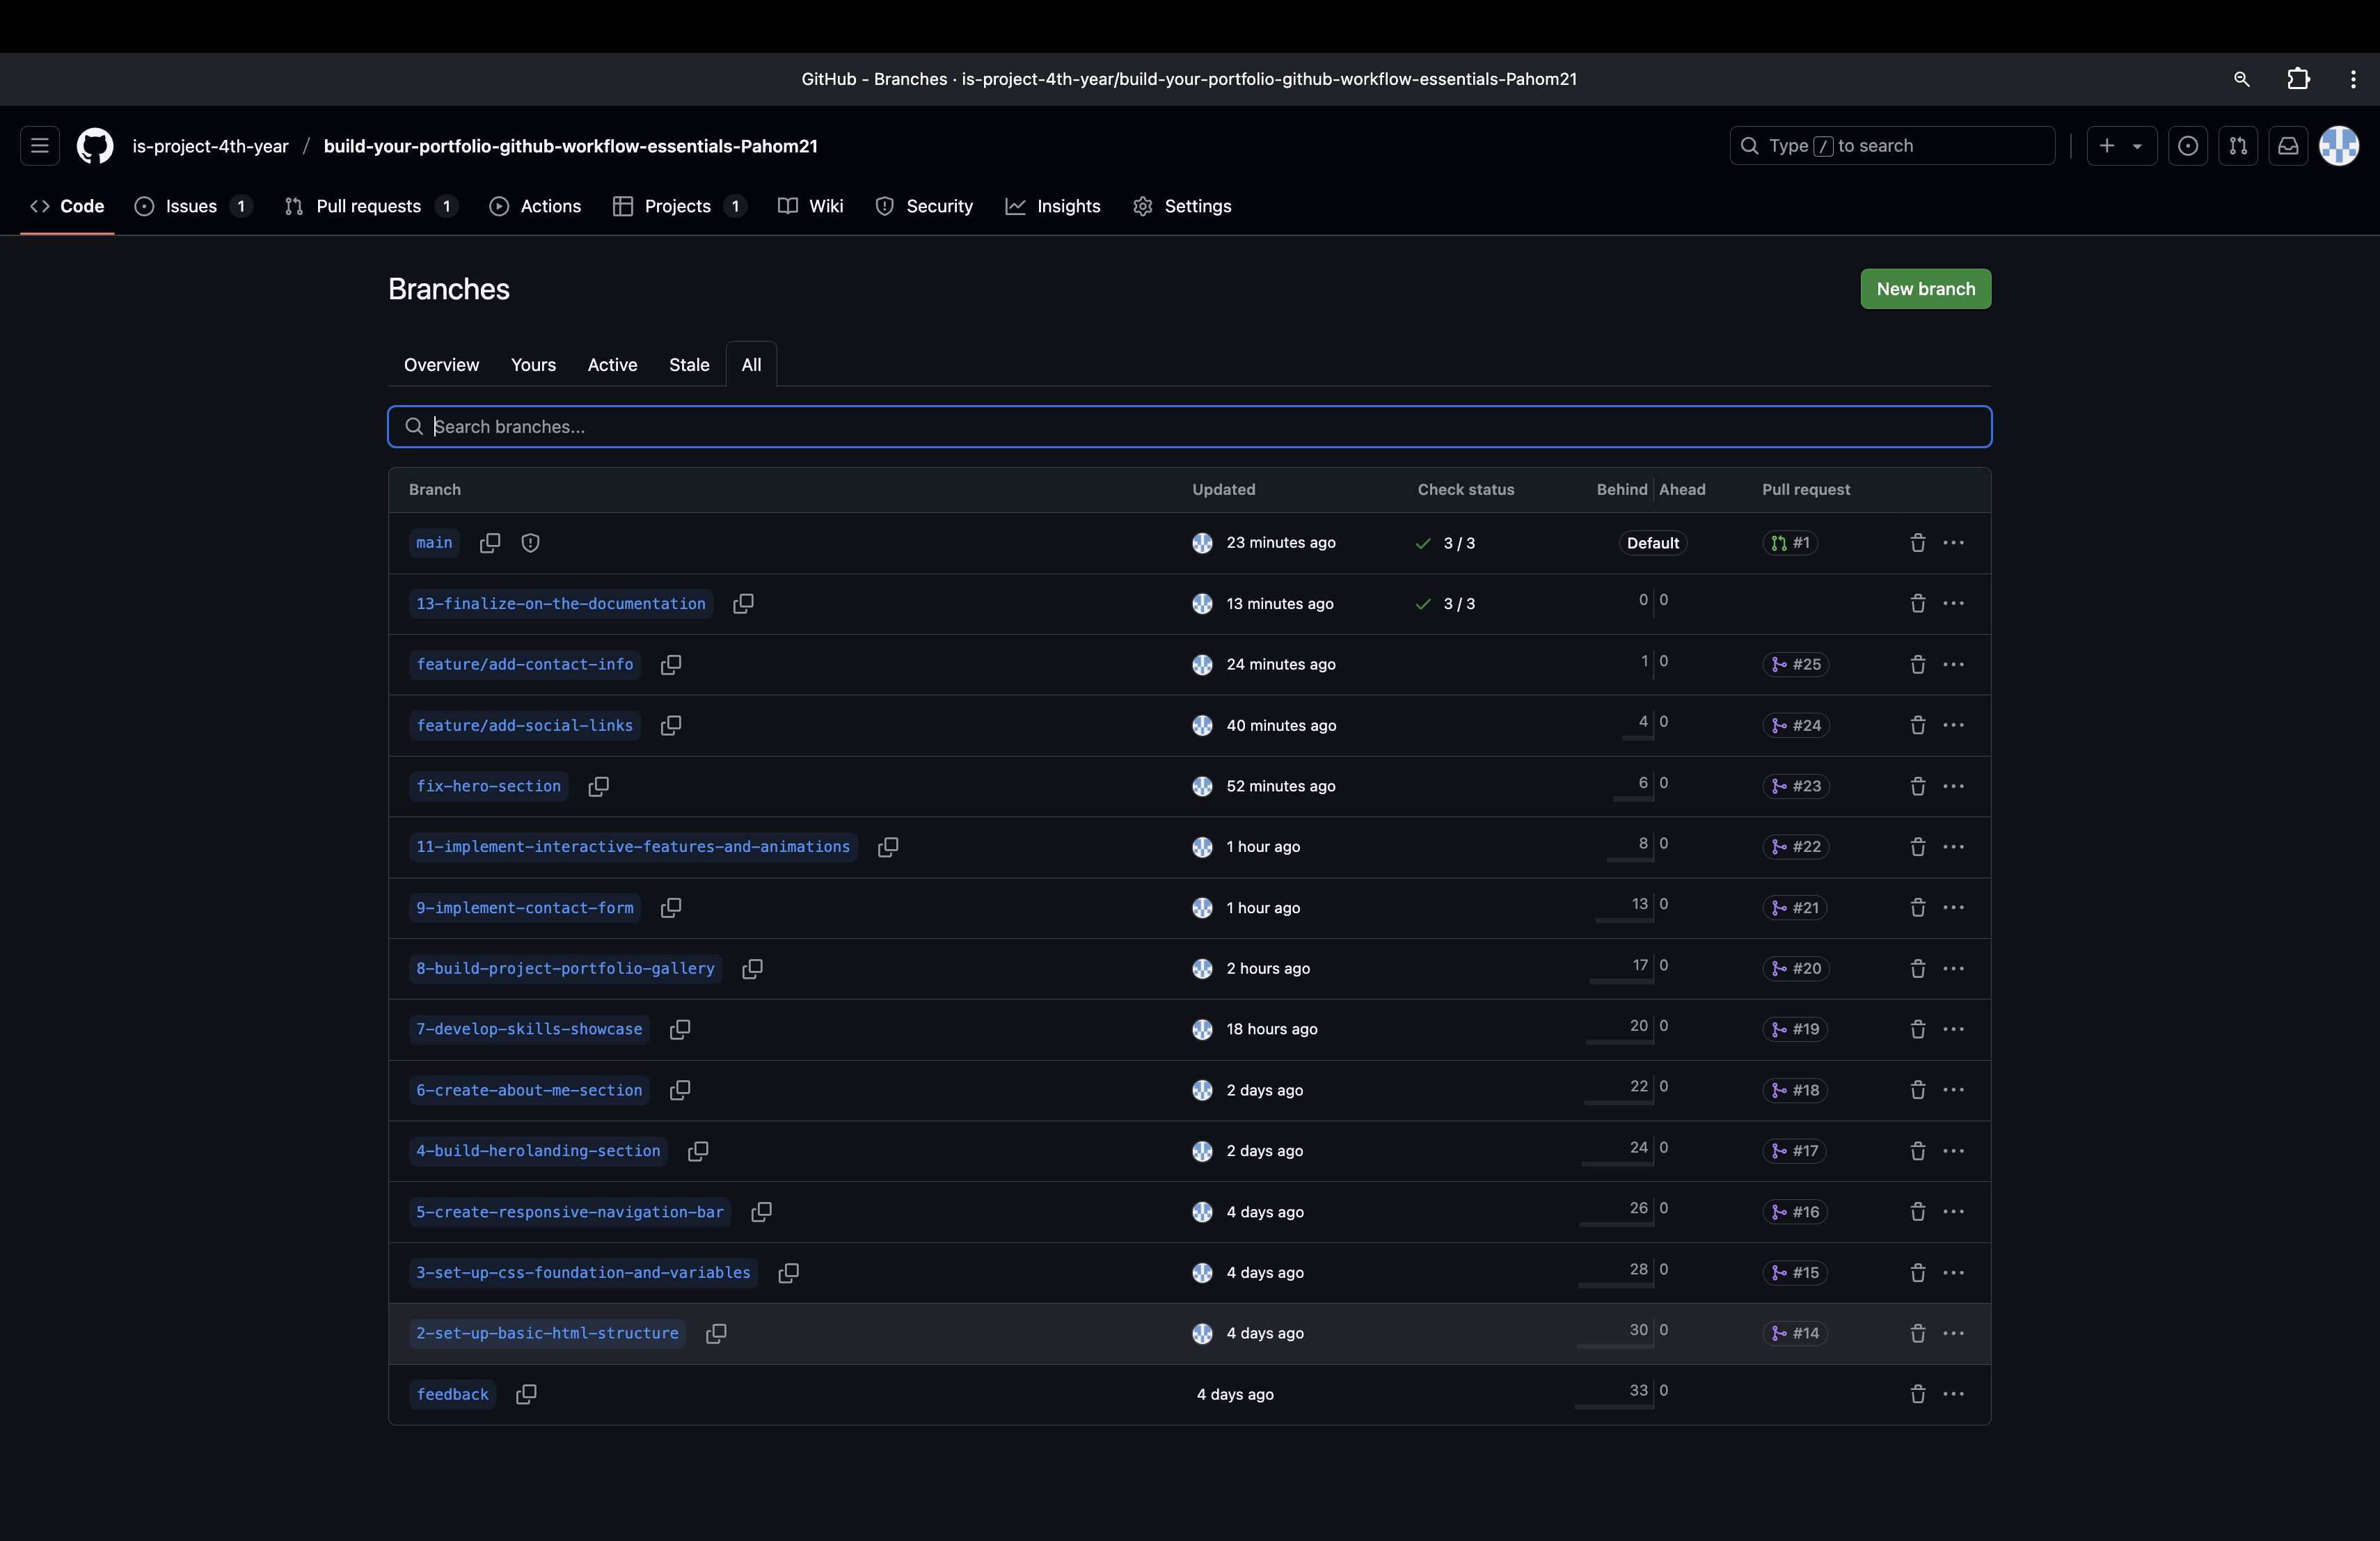 GitHub - Branches · is-project-4th-year/build-your-portfolio-github-workflow-essentials-Pahom21
is-project-4th-year / build-your-portfolio-github-workflow-essentials-Pahom21
Type / to search
Code Issues 1 Pull requests 1 Actions Projects 1 Wiki Security Insights Settings
Branches
New branch
Overview Yours Active Stale All
Search branches...
Branch Updated Check status Behind Ahead Pull request
main 23 minutes ago 3 / 3 Default #1
13-finalize-on-the-documentation 13 minutes ago 3 / 3 0 0
feature/add-contact-info 24 minutes ago 1 0 #25
feature/add-social-links 40 minutes ago 4 0 #24
fix-hero-section 52 minutes ago 6 0 #23
11-implement-interactive-features-and-animations 1 hour ago 8 0 #22
9-implement-contact-form 1 hour ago 13 0 #21
8-build-project-portfolio-gallery 2 hours ago 17 0 #20
7-develop-skills-showcase 18 hours ago 20 0 #19
6-create-about-me-section 2 days ago 22 0 #18
4-build-herolanding-section 2 days ago 24 0 #17
5-create-responsive-navigation-bar 4 days ago 26 0 #16
3-set-up-css-foundation-and-variables 4 days ago 28 0 #15
2-set-up-basic-html-structure 4 days ago 30 0 #14
feedback 4 days ago 33 0